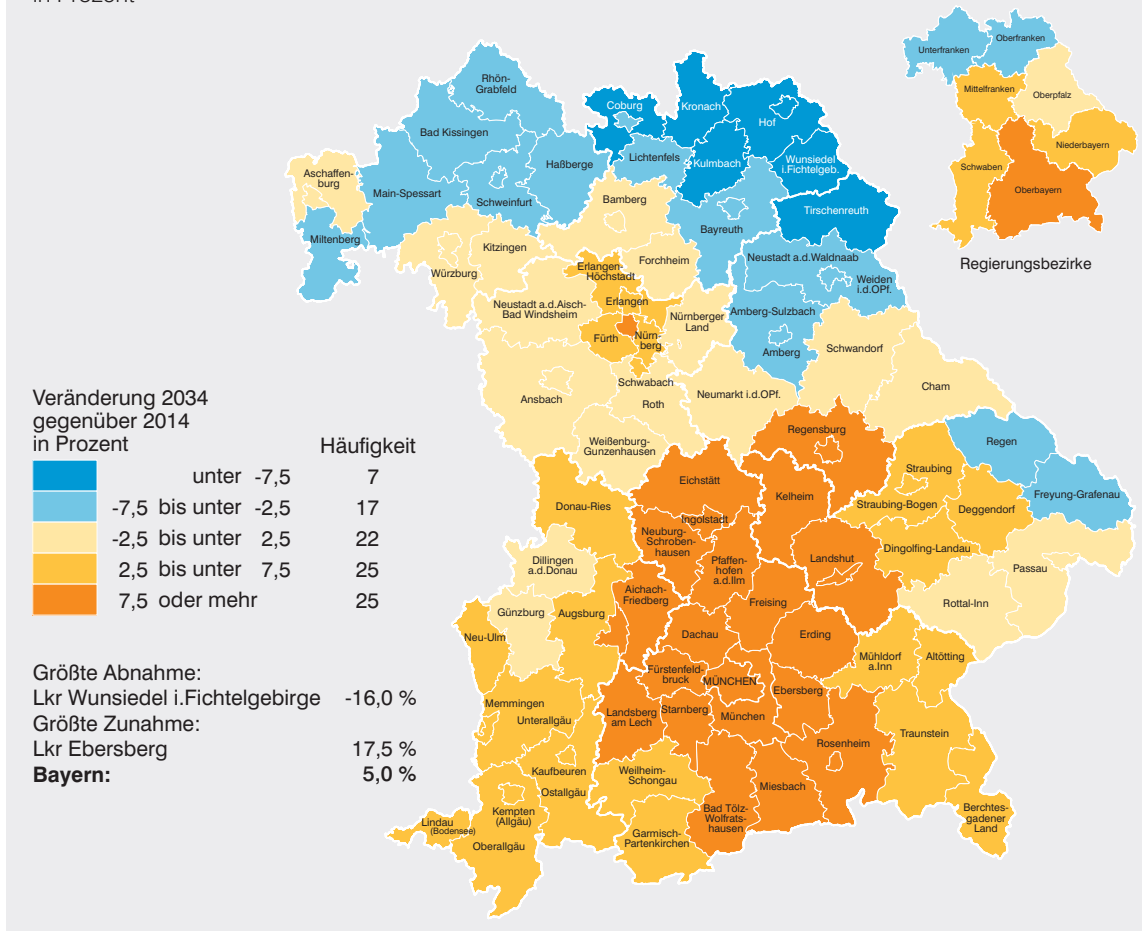 in Prozent
Unterfranken
Oberfranken
Mittelfranken
Oberpfalz
Niederbayern
Schwaben
Oberbayern
Regierungsbezirke
Rhön-
Grabfeld
Coburg
Kronach
Hof
Bad Kissingen
Lichtenfels
Kulmbach
Wunsiedel
i.Fichtelgeb.
Haßberge
Aschaffen-
burg
Main-Spessart
Schweinfurt
Bamberg
Tirschenreuth
Bayreuth
Miltenberg
Kitzingen
Würzburg
Forchheim
Neustadt a.d.Waldnaab
Erlangen-
Höchstadt
Weiden
i.d.OPf.
Neustadt a.d.Aisch-
Bad Windsheim
Erlangen
Nürnberger
Land
Amberg-Sulzbach
Fürth
Nürn-
berg
Amberg
Schwandorf
Schwabach
Cham
Ansbach
Roth
Neumarkt i.d.OPf.
Weißenburg-
Gunzenhausen
Regensburg
Regen
Straubing
Eichstätt
Kelheim
Freyung-Grafenau
Donau-Ries
Straubing-Bogen
Deggendorf
Ingolstadt
Neuburg-
Schroben-
hausen
Dingolfing-Landau
Dillingen
a.d.Donau
Pfaffen-
hofen
a.d.Ilm
Landshut
Passau
Aichach-
Friedberg
Freising
Rottal-Inn
Günzburg
Augsburg
Neu-Ulm
Dachau
Erding
Mühldorf
a.Inn
Altötting
Fürstenfeld-
bruck
MÜNCHEN
Ebersberg
Memmingen
Landsberg
am Lech
Starnberg
München
Unterallgäu
Rosenheim
Traunstein
Kaufbeuren
Weilheim-
Schongau
Miesbach
Ostallgäu
Bad Tölz-
Wolfrats-
hausen
Kempten
(Allgäu)
Berchtes-
gadener
Land
Lindau
(Bodensee)
Garmisch-
Partenkirchen
Oberallgäu
Veränderung 2034
gegenüber 2014
in Prozent Häufigkeit
unter -7,5 7
-7,5 bis unter -2,5 17
-2,5 bis unter 2,5 22
2,5 bis unter 7,5 25
7,5 oder mehr 25
Größte Abnahme:
Lkr Wunsiedel i.Fichtelgebirge -16,0 %
Größte Zunahme:
Lkr Ebersberg 17,5 %
Bayern: 5,0 %